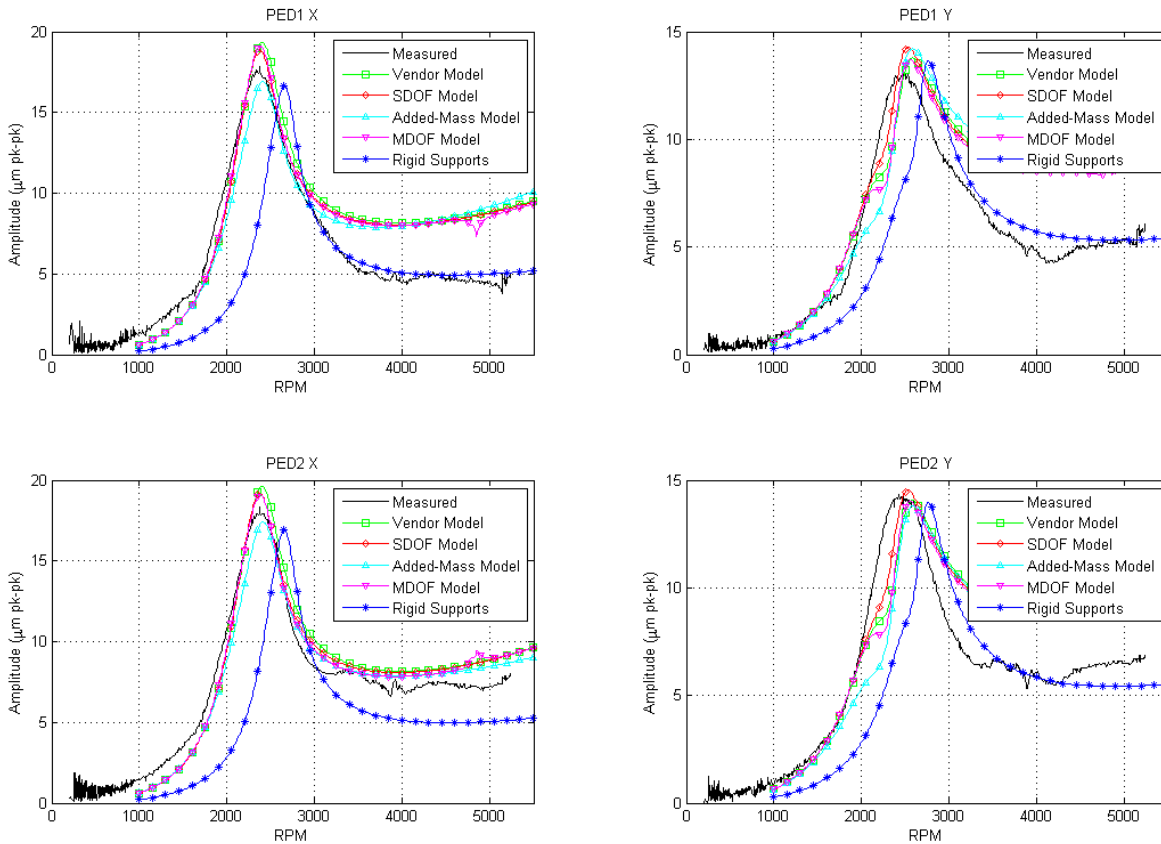 PED1 X
20
15
10
5
0
Amplitude (μm pk-pk)
Measured
Vendor Model
SDOF Model
Added-Mass Model
MDOF Model
Rigid Supports
0 1000 2000 3000 4000 5000
RPM
PED1 Y
15
10
5
0
Amplitude (μm pk-pk)
Measured
Vendor Model
SDOF Model
Added-Mass Model
MDOF Model
Rigid Supports
0 1000 2000 3000 4000 5000
RPM
PED2 X
20
15
10
5
0
Amplitude (μm pk-pk)
Measured
Vendor Model
SDOF Model
Added-Mass Model
MDOF Model
Rigid Supports
0 1000 2000 3000 4000 5000
RPM
PED2 Y
15
10
5
0
Amplitude (μm pk-pk)
Measured
Vendor Model
SDOF Model
Added-Mass Model
MDOF Model
Rigid Supports
0 1000 2000 3000 4000 5000
RPM